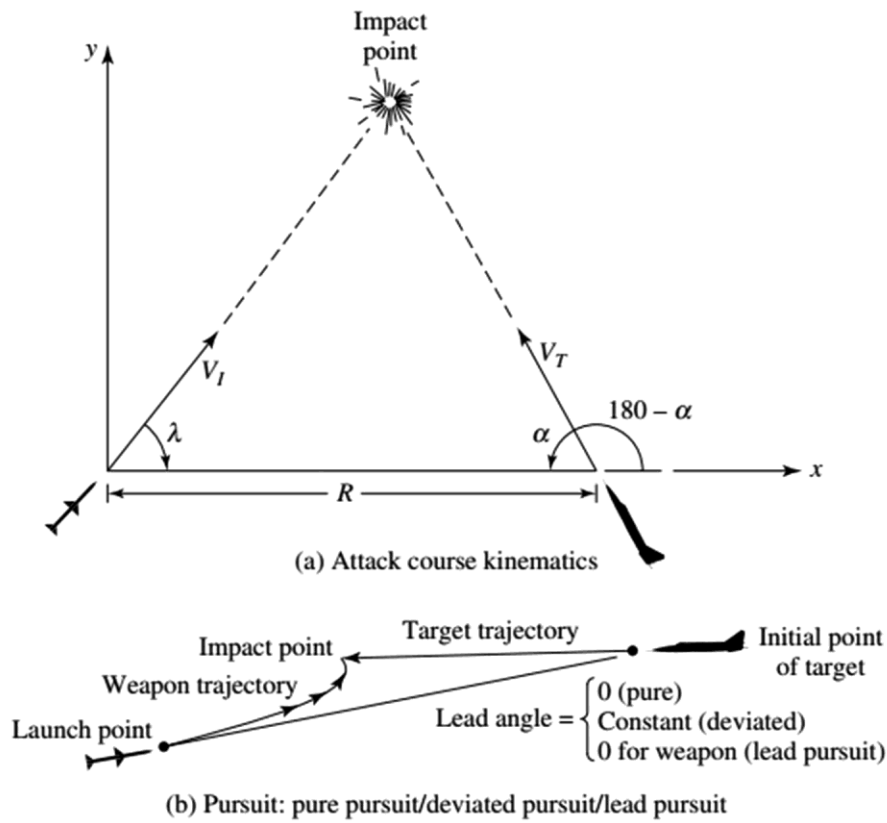 Impact
point
y
V_I
V_T
λ
α
180 – α
x
R
(a) Attack course kinematics
Target trajectory
Impact point
Initial point
of target
Weapon trajectory
0 (pure)
Lead angle = Constant (deviated)
0 for weapon (lead pursuit)
Launch point
(b) Pursuit: pure pursuit/deviated pursuit/lead pursuit